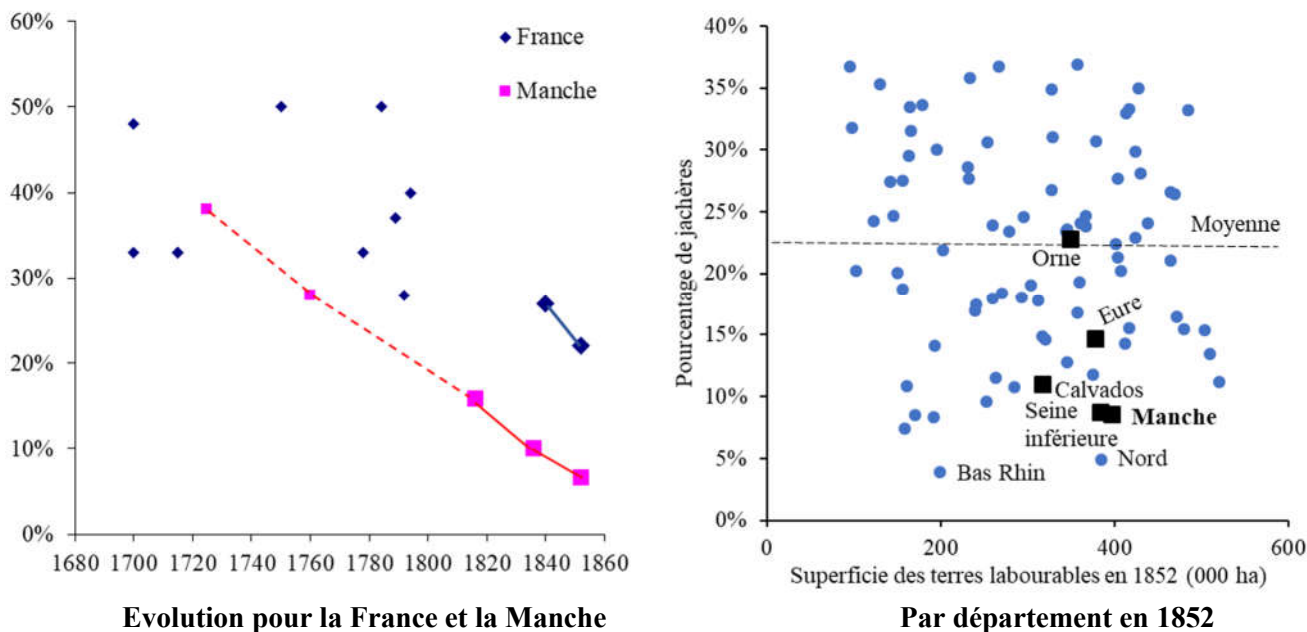 60%
50%
40%
30%
20%
10%
0%
1680 1700 1720 1740 1760 1780 1800 1820 1840 1860
France
Manche
Evolution pour la France et la Manche
Pourcentage de jachères
40%
35%
30%
25%
20%
15%
10%
5%
0%
0 200 400 600
Moyenne
Orne
Eure
Calvados
Seine
inférieure
Manche
Nord
Bas Rhin
Superficie des terres labourables en 1852 (000 ha)
Par département en 1852